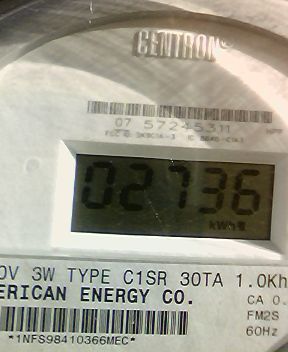 CENTRON®
07 57245311
02736
kWh
0V 3W TYPE C1SR 30TA 1.0Kh
ERICAN ENERGY CO.
CA 0.
FM2S
60Hz
*1NFS98410366MEC*